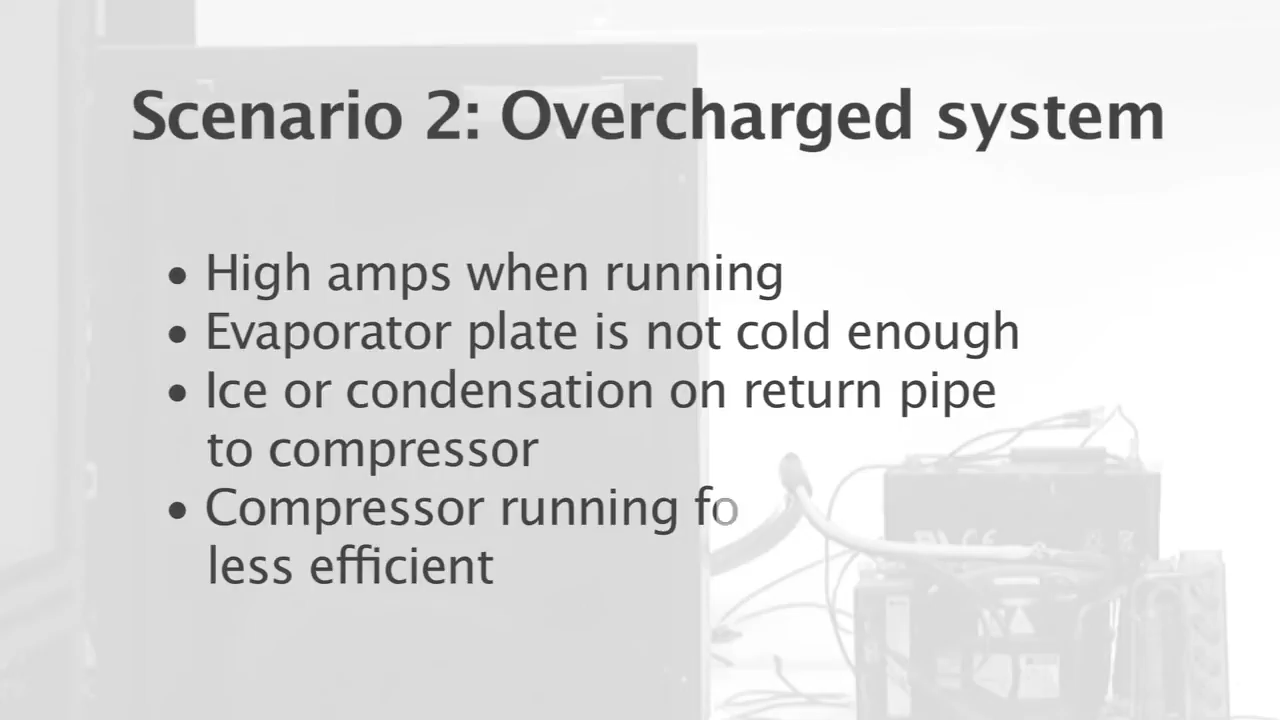 Scenario 2: Overcharged system
• High amps when running
• Evaporator plate is not cold enough
• Ice or condensation on return pipe
to compressor
• Compressor running fo
less efficient